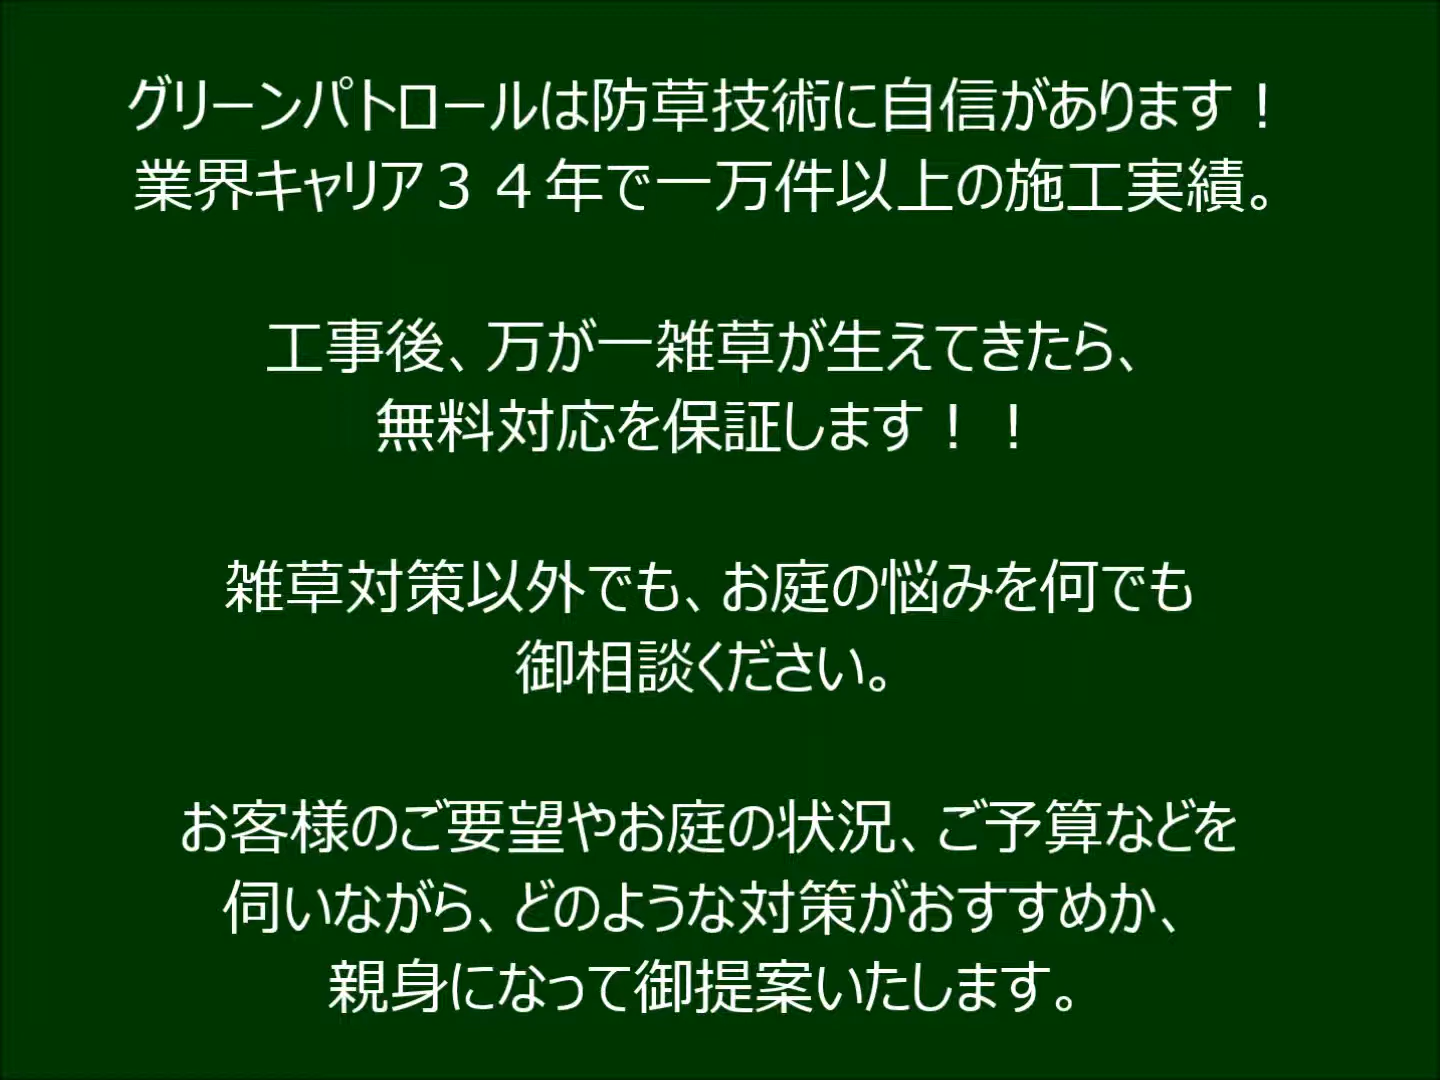 グリーンパトロールは防草技術に自信があります！
業界キャリア３４年で一万件以上の施工実績。
工事後、万が一雑草が生えてきたら、
無料対応を保証します！！
雑草対策以外でも、お庭の悩みを何でも
御相談ください。
お客様のご要望やお庭の状況、ご予算などを
伺いながら、どのような対策がおすすめか、
親身になって御提案いたします。